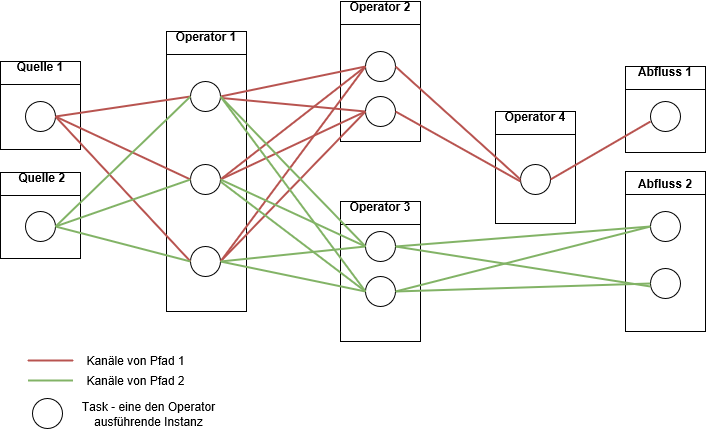 Quelle 1
Quelle 2
Operator 1
Operator 2
Operator 3
Operator 4
Abfluss 1
Abfluss 2
Kanäle von Pfad 1
Kanäle von Pfad 2
Task - eine den Operator
ausführende Instanz